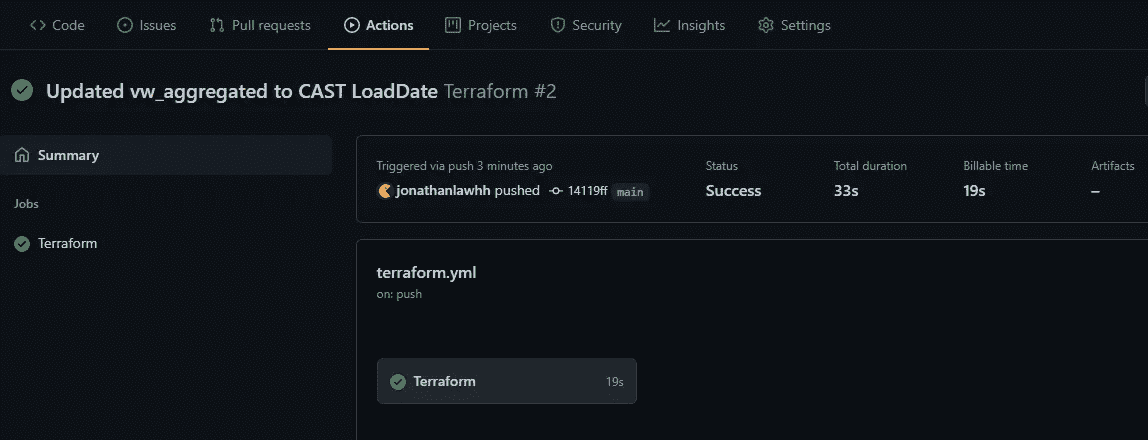 Code Issues Pull requests Actions Projects Security Insights Settings
Updated vw_aggregated to CAST LoadDate Terraform #2
Summary
Triggered via push 3 minutes ago Status Total duration Billable time Artifacts
jonathanlawhh pushed 14119ff main Success 33s 19s –
Jobs
Terraform
terraform.yml
on: push
Terraform 19s